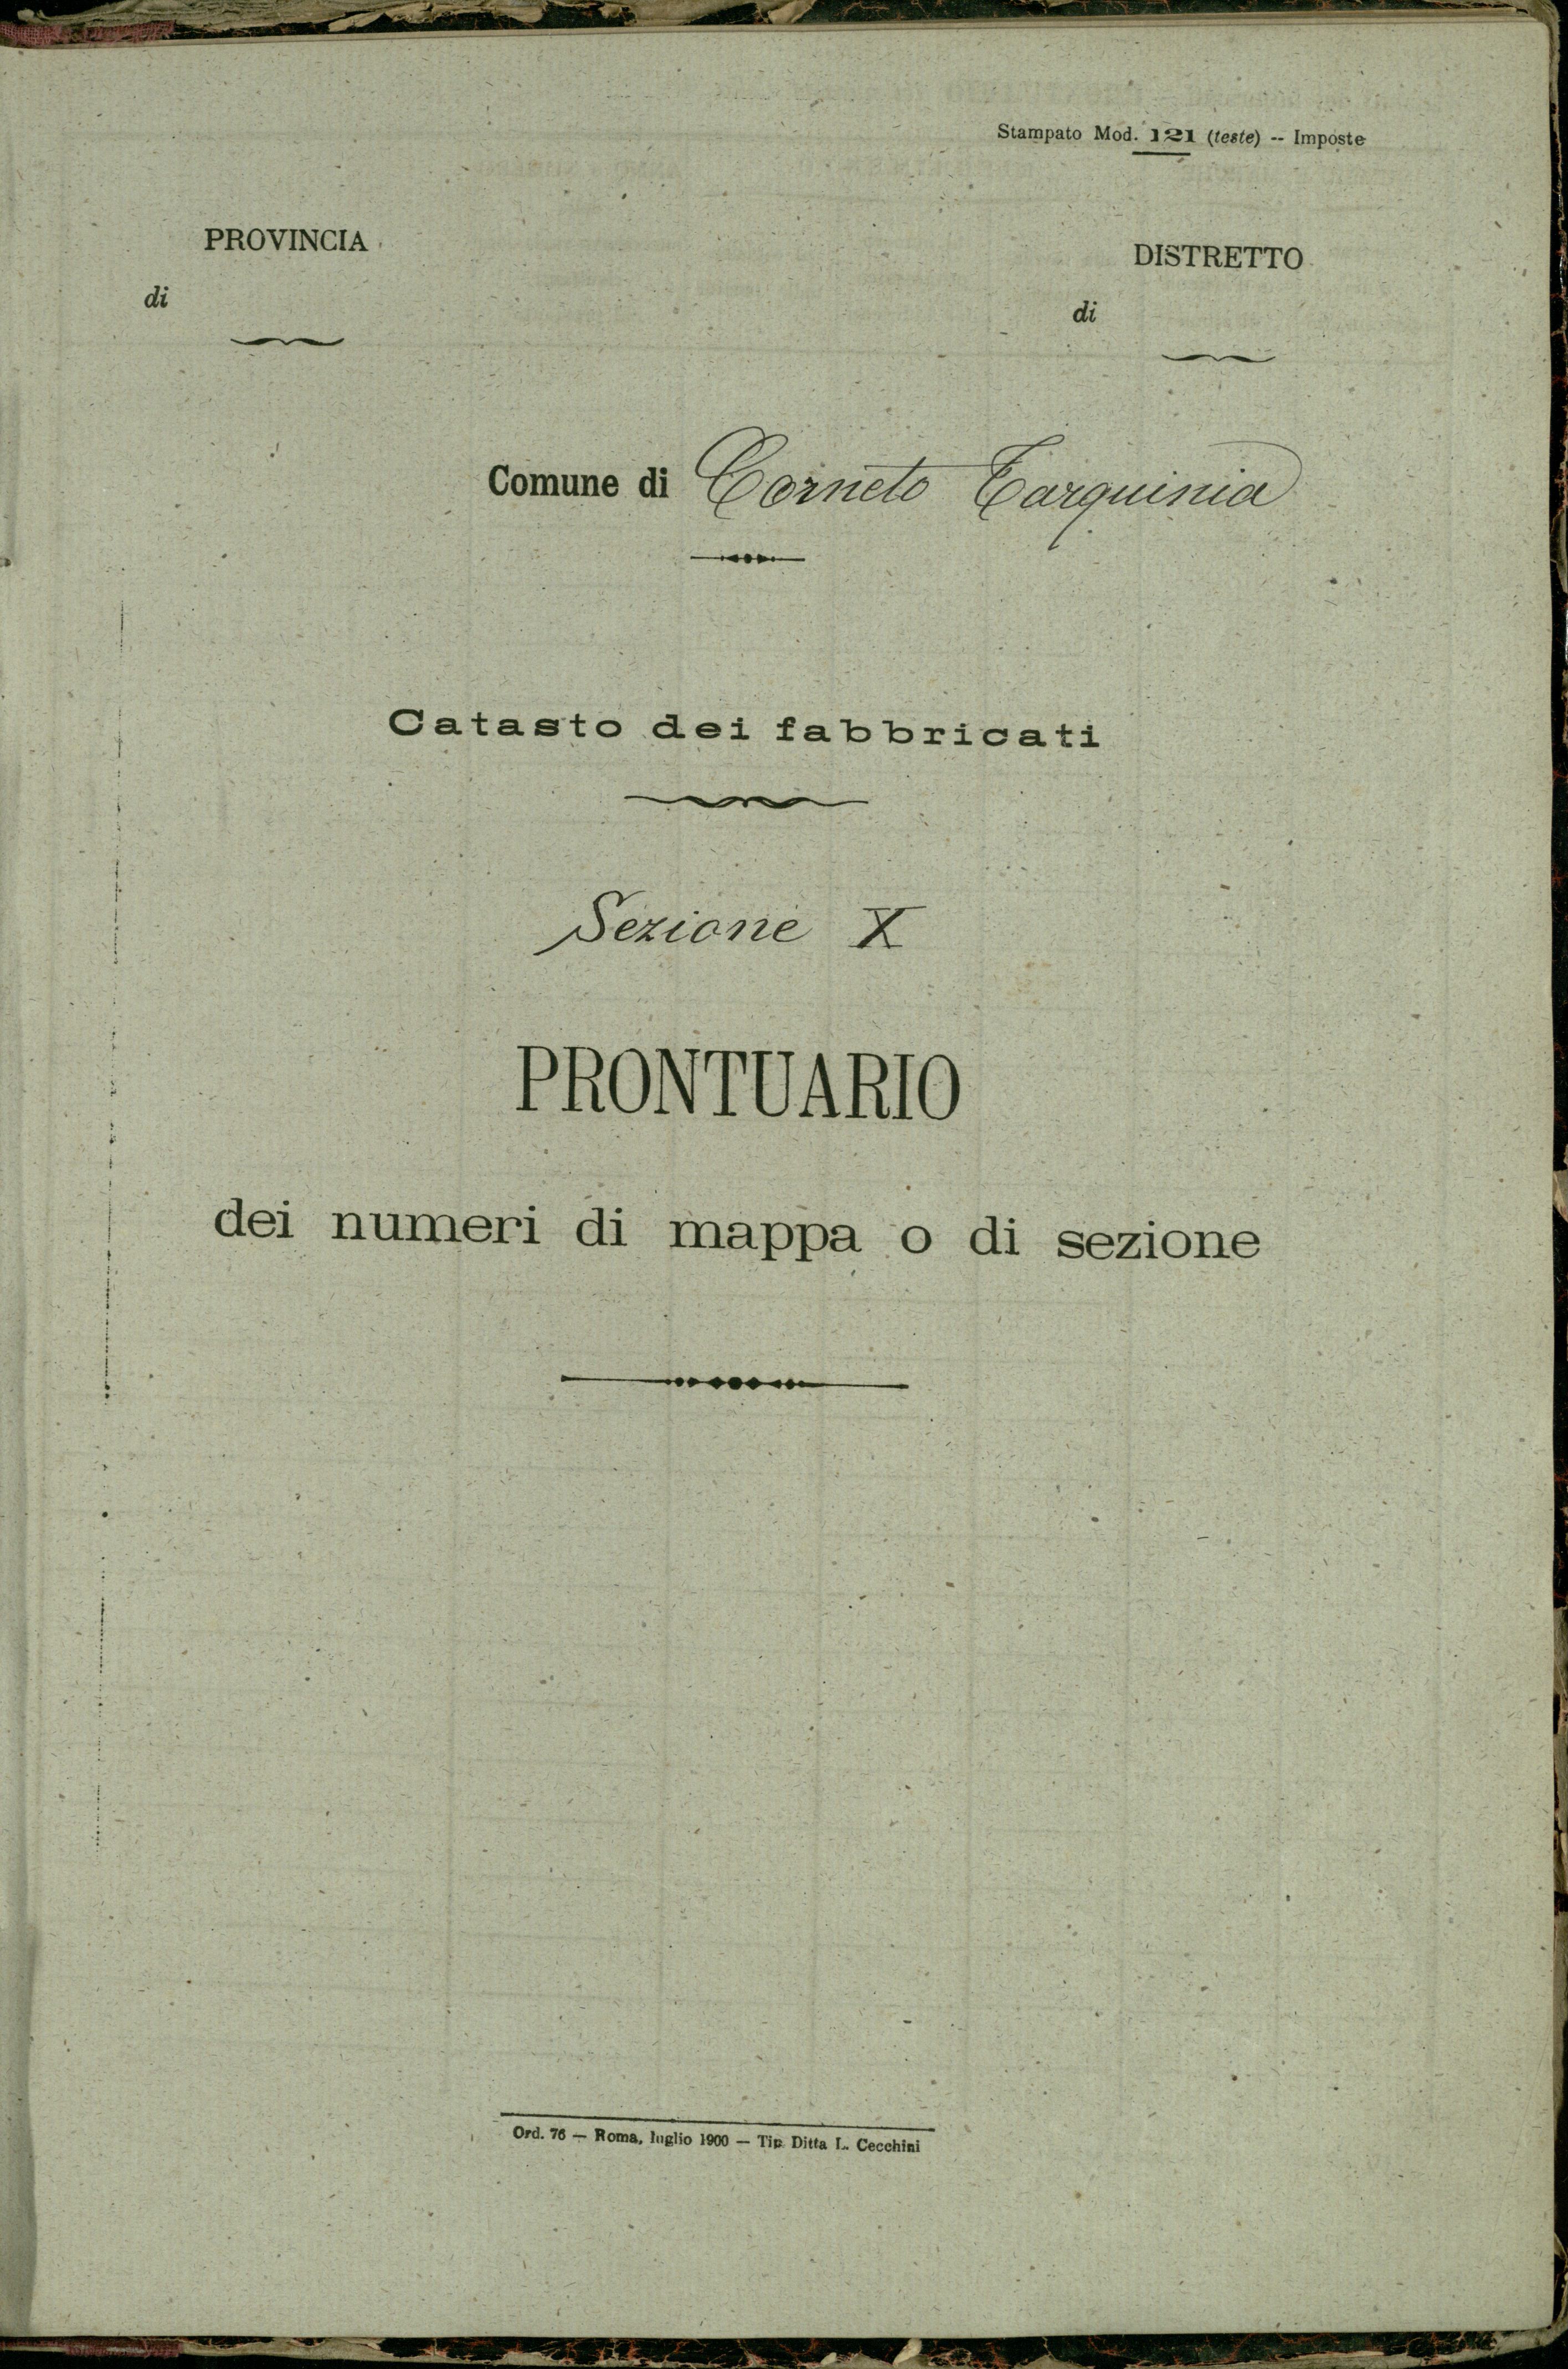 Stampato Mod. 121 (teste) -- Imposte
PROVINCIA
di
DISTRETTO
di
Comune di Corneto Tarquinia
Catasto dei fabbricati
Sezione X
PRONTUARIO
dei numeri di mappa o di sezione
Ord. 76 — Roma, luglio 1900 — Tip. Ditta L. Cecchini